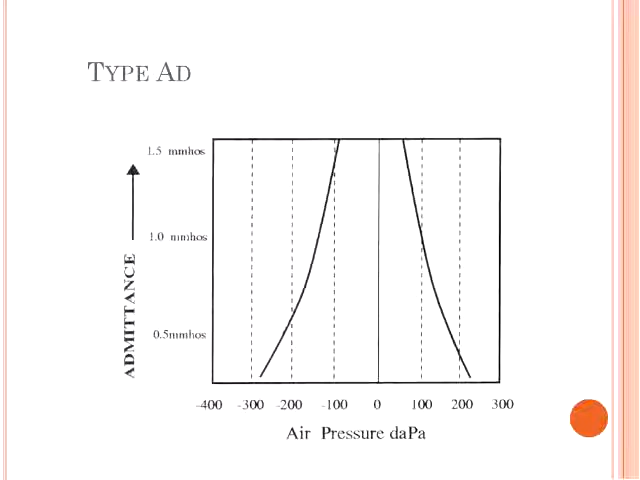 TYPE AD
1.5 mmhos
1.0 mmhos
0.5mmhos
ADMITTANCE
-400 -300 -200 -100 0 100 200 300
Air Pressure daPa